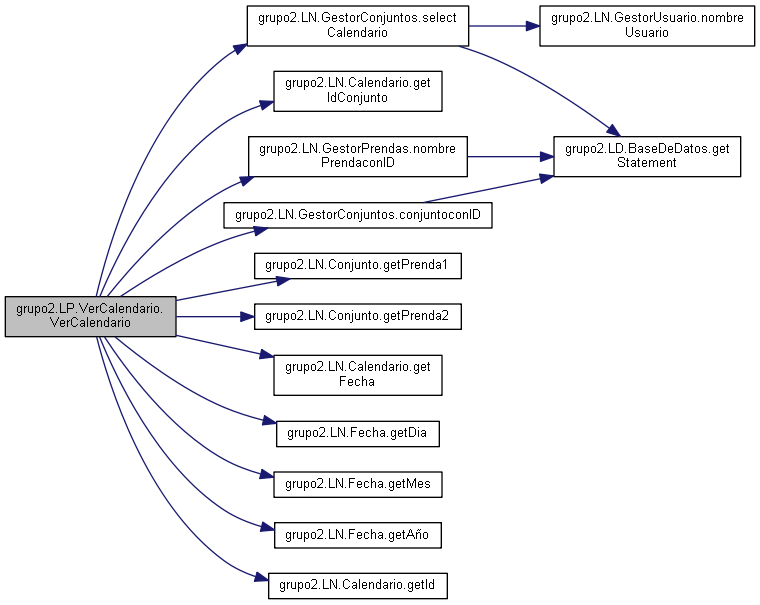 grupo2.LN.GestorConjuntos.select
Calendario
grupo2.LN.GestorUsuario.nombre
Usuario
grupo2.LN.Calendario.get
IdConjunto
grupo2.LN.GestorPrendas.nombre
PrendaconID
grupo2.LD.BaseDeDatos.get
Statement
grupo2.LN.GestorConjuntos.conjuntoconID
grupo2.LN.Conjunto.getPrenda1
grupo2.LP.VerCalendario.
VerCalendario
grupo2.LN.Conjunto.getPrenda2
grupo2.LN.Calendario.get
Fecha
grupo2.LN.Fecha.getDia
grupo2.LN.Fecha.getMes
grupo2.LN.Fecha.getAño
grupo2.LN.Calendario.getId